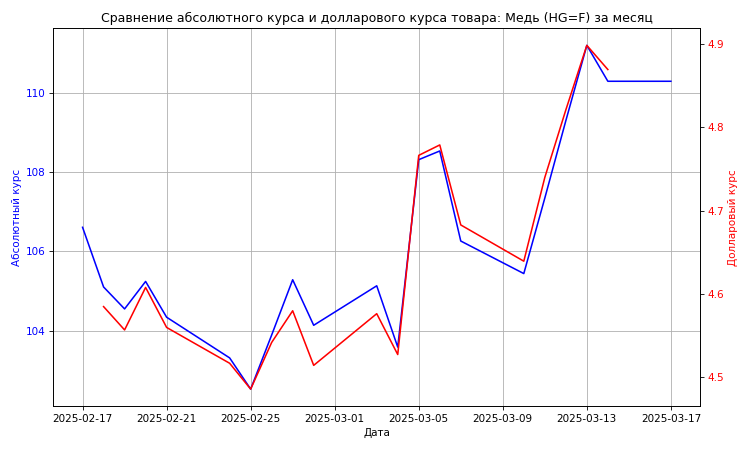 Сравнение абсолютного курса и долларового курса товара: Медь (HG=F) за месяц
Абсолютный курс
110
108
106
104
4.9
4.8
4.7
4.6
4.5
Долларовый курс
2025-02-17 2025-02-21 2025-02-25 2025-03-01 2025-03-05 2025-03-09 2025-03-13 2025-03-17
Дата